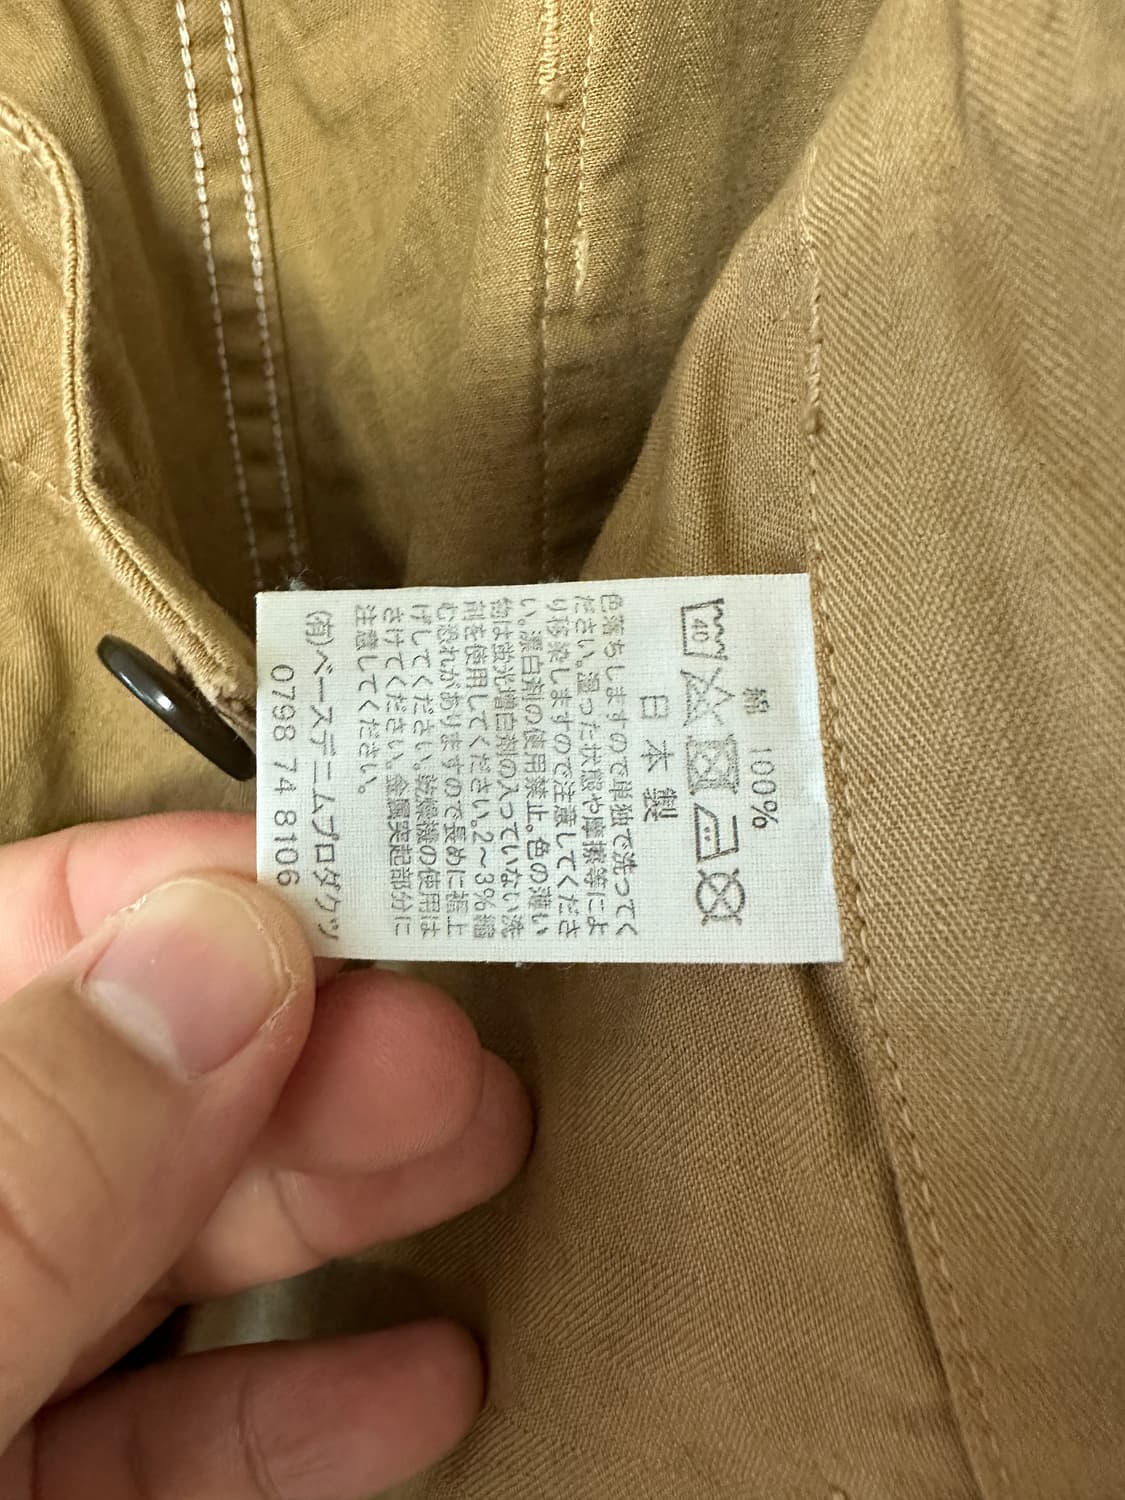 綿 100%
40
日本製
色落ちしますので単独で洗ってく
ださい。湿った状態や摩擦等によ
り移染しますので注意してくださ
い。漂白剤の使用禁止。色の薄い
物は蛍光増白剤の入っていない洗
剤を使用してください。2～3%縮
む恐れがありますので長めに裾上
げしてください。乾燥機の使用は
さけてください。金属突起部分に
注意してください。
(有)ベースデニムプロダクツ
0798 74 8106